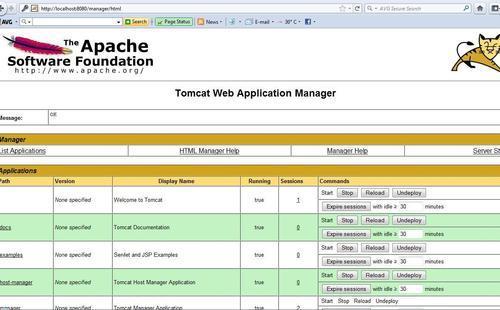 http://localhost:8080/manager/html
AVG Secure Search
AVG Search Page Status News E-mail 30° C
The Apache
Software Foundation
http://www.apache.org/
Tomcat Web Application Manager
Message: OK
Manager
List Applications HTML Manager Help Manager Help Server St
Applications
Path Version Display Name Running Sessions Commands
None specified Welcome to Tomcat true 1 Start Stop Reload Undeploy
Expire sessions with idle ≥ 30 minutes
docs None specified Tomcat Documentation true 0 Start Stop Reload Undeploy
Expire sessions with idle ≥ 30 minutes
examples None specified Servlet and JSP Examples true 0 Start Stop Reload Undeploy
Expire sessions with idle ≥ 30 minutes
host-manager None specified Tomcat Host Manager Application true 0 Start Stop Reload Undeploy
Expire sessions with idle ≥ 30 minutes
manager None specified Tomcat Manager Application true 2 Start Stop Reload Undeploy